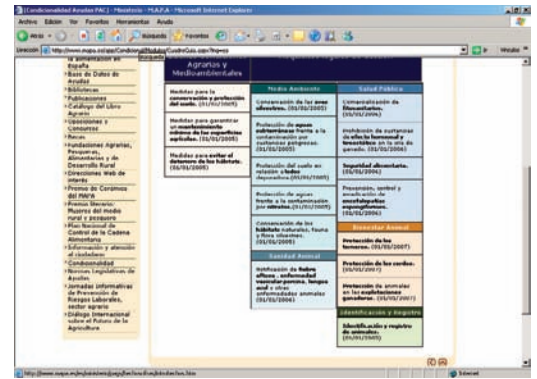 [Condicionalidad Ayudas PAC] - Ministerio - M.A.P.A - Microsoft Internet Explorer
Archivo Edición Ver Favoritos Herramientas Ayuda
Atrás Búsqueda Favoritos
Dirección Ir Vínculos
Búsqueda
la alimentación en
España
Base de Datos de
Ayudas
Bibliotecas
Publicaciones
Catálogo del Libro
Agrario
Oposiciones y
Concursos
Becas
Fundaciones Agrarias,
Pesqueras,
Alimentarias y de
Desarrollo Rural
Direcciones Web de
interés
Premio de Cerámica
del MAPA
Premio literario:
Museros del medio
rural y pesquero
Plan Nacional de
Control de la Cadena
Alimentaria
Información y atención
al ciudadano
Condicionalidad
Normas Legislativas de
Ayudas
Jornadas Informativas
de Prevención de
Riesgos Laborales,
sector agrario
Diálogo Internacional
sobre el Futuro de la
Agricultura
Agrarias y
Medioambientales
Medidas para la
conservación y protección
del suelo. (01/01/2005)
Medidas para garantizar
un mantenimiento
mínimo de las superficies
agrícolas. (01/01/2005)
Medidas para evitar el
deterioro de los hábitats.
(01/01/2005)
Medio Ambiente
Conservación de las aves
silvestres. (01/01/2005)
Protección de aguas
subterráneas frente a la
contaminación por
sustancias peligrosas.
(01/01/2005)
Protección del suelo en
relación a lodos
depuradora. (01/01/2005)
Protección de aguas
frente a la contaminación
por nitratos. (01/01/2005)
Conservación de los
hábitats naturales, fauna
y flora silvestres.
(01/01/2005)
Sanidad Animal
Notificación de fiebre
aftosa, enfermedad
vesicular porcina, lengua
azul y otras
enfermedades animales
(01/01/2006)
Salud Pública
Comercialización de
fitosanitarios.
(01/01/2006)
Prohibición de sustancias
de efecto hormonal y
tireostático en la cría de
ganado. (01/01/2006)
Seguridad alimentaria.
(01/01/2006)
Prevención, control y
erradicación de
encefalopatías
espongiformes.
(01/01/2006)
Bienestar Animal
Protección de los
terneros. (01/01/2007)
Protección de los cerdos.
(01/01/2007)
Protección de animales
en las explotaciones
ganaderas. (01/01/2007)
Identificación y Registro
Identificación y registro
de animales.
(01/01/2005)
Internet